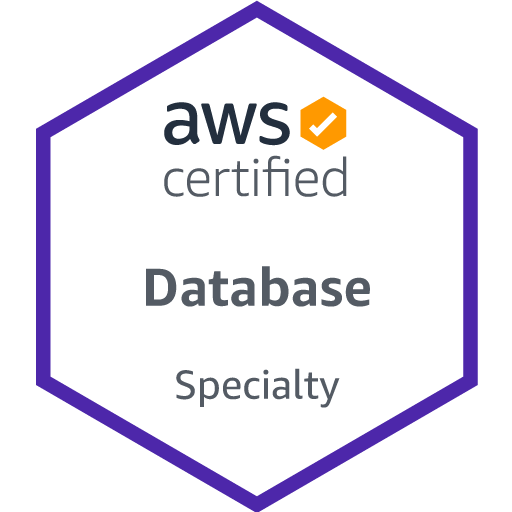 aws
certified
Database
Specialty